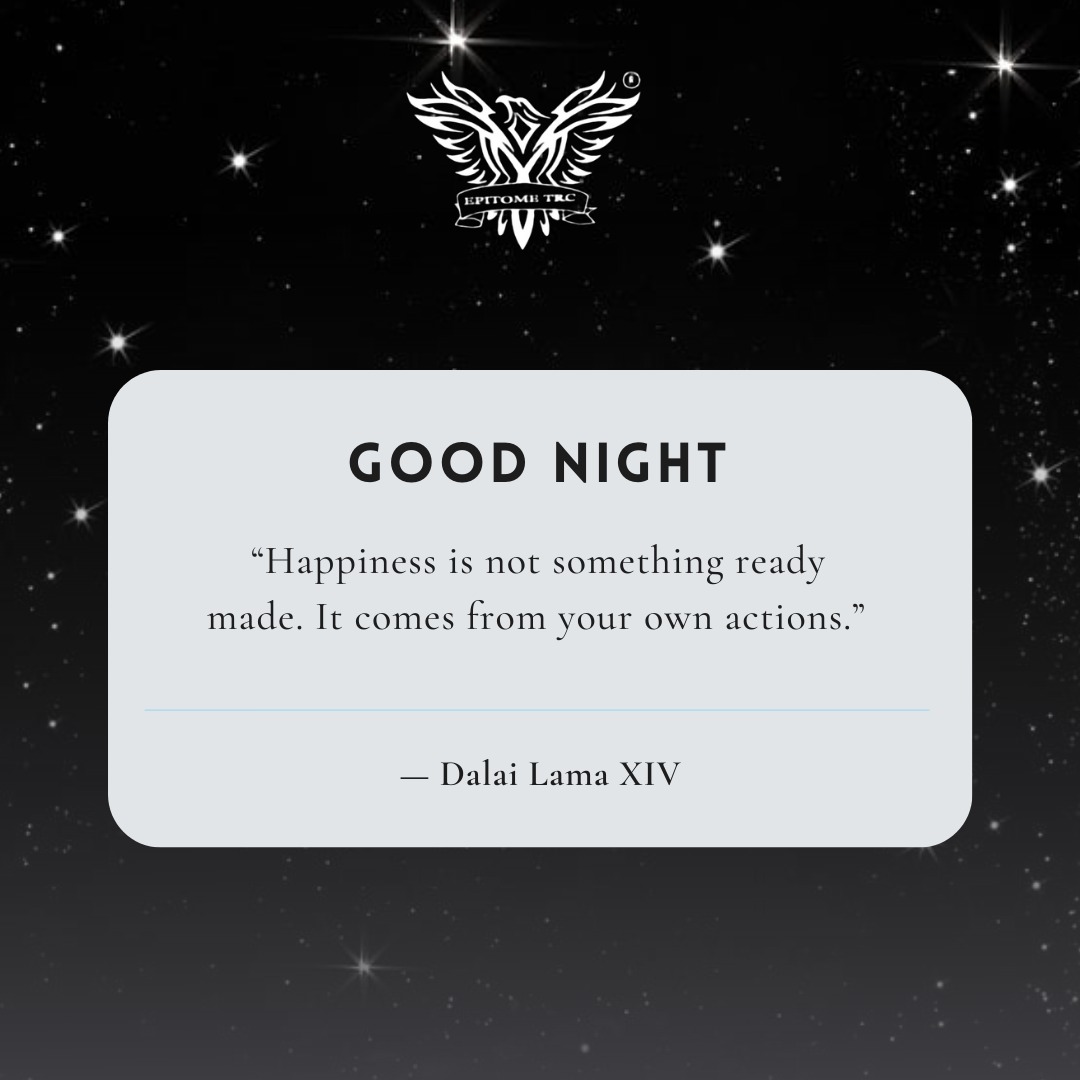 EPITOME TRC
GOOD NIGHT
“Happiness is not something ready
made. It comes from your own actions.”
— Dalai Lama XIV